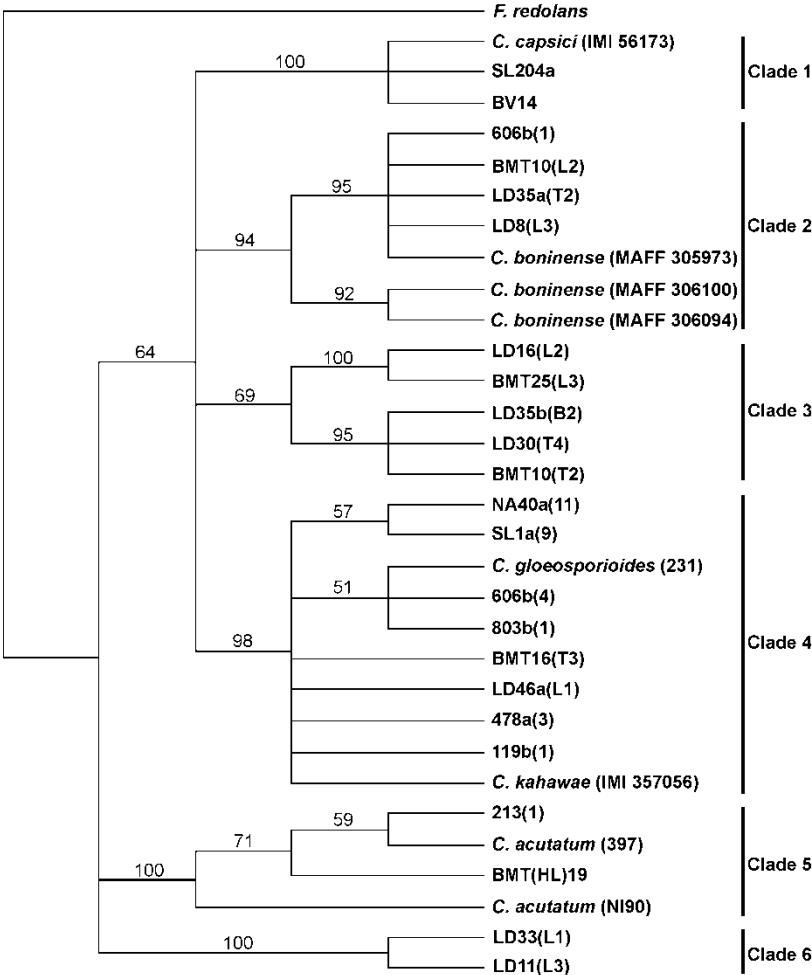 F. redolans
C. capsici (IMI 56173)
100
SL204a
Clade 1
BV14
606b(1)
BMT10(L2)
95
LD35a(T2)
LD8(L3)
Clade 2
94
C. boninense (MAFF 305973)
C. boninense (MAFF 306100)
92
C. boninense (MAFF 306094)
LD16(L2)
64
100
BMT25(L3)
69
LD35b(B2)
Clade 3
95
LD30(T4)
BMT10(T2)
NA40a(11)
57
SL1a(9)
C. gloeosporioides (231)
51
606b(4)
803b(1)
98
Clade 4
BMT16(T3)
LD46a(L1)
478a(3)
119b(1)
C. kahawae (IMI 357056)
213(1)
59
C. acutatum (397)
71
Clade 5
BMT(HL)19
100
C. acutatum (NI90)
LD33(L1)
100
Clade 6
LD11(L3)